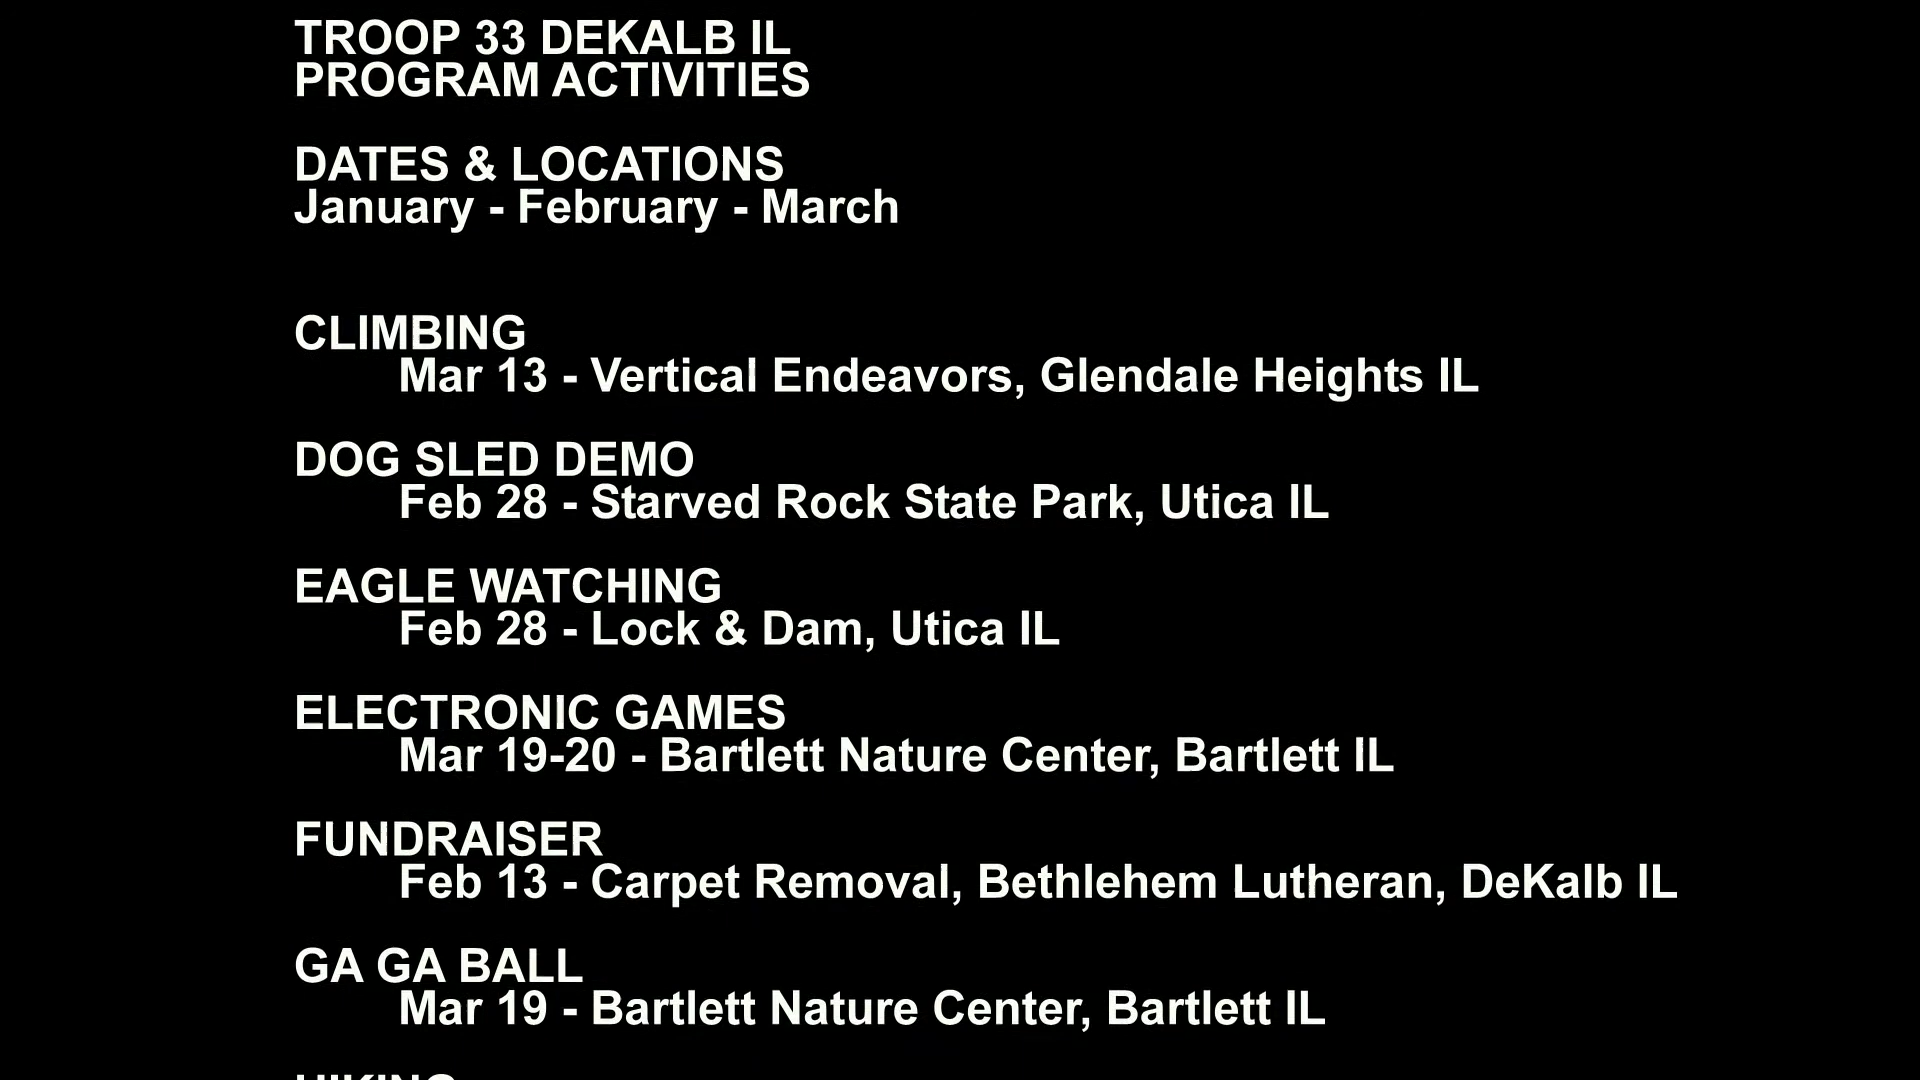 TROOP 33 DEKALB IL
PROGRAM ACTIVITIES
DATES & LOCATIONS
January - February - March
CLIMBING
Mar 13 - Vertical Endeavors, Glendale Heights IL
DOG SLED DEMO
Feb 28 - Starved Rock State Park, Utica IL
EAGLE WATCHING
Feb 28 - Lock & Dam, Utica IL
ELECTRONIC GAMES
Mar 19-20 - Bartlett Nature Center, Bartlett IL
FUNDRAISER
Feb 13 - Carpet Removal, Bethlehem Lutheran, DeKalb IL
GA GA BALL
Mar 19 - Bartlett Nature Center, Bartlett IL
HIKING